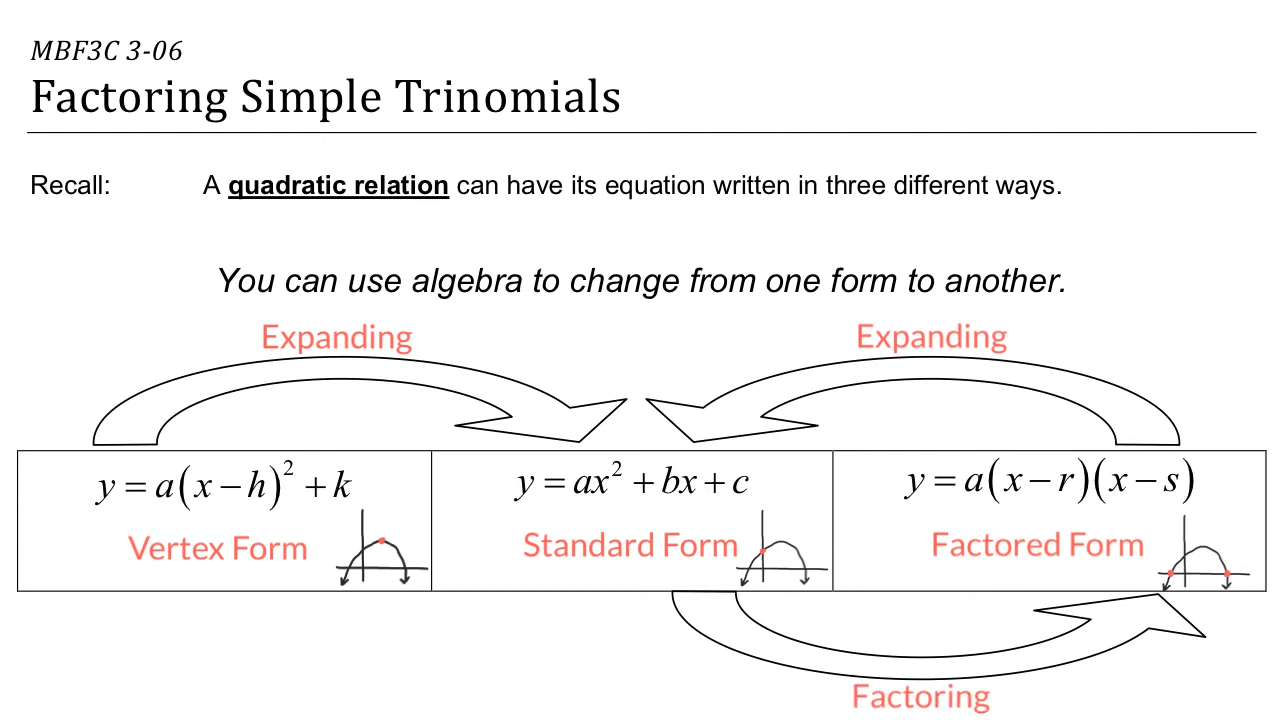 MBF3C 3-06
Factoring Simple Trinomials
Recall: A quadratic relation can have its equation written in three different ways.
You can use algebra to change from one form to another.
Expanding Expanding
y = a(x − h)² + k y = ax² + bx + c y = a(x − r)(x − s)
Vertex Form Standard Form Factored Form
Factoring